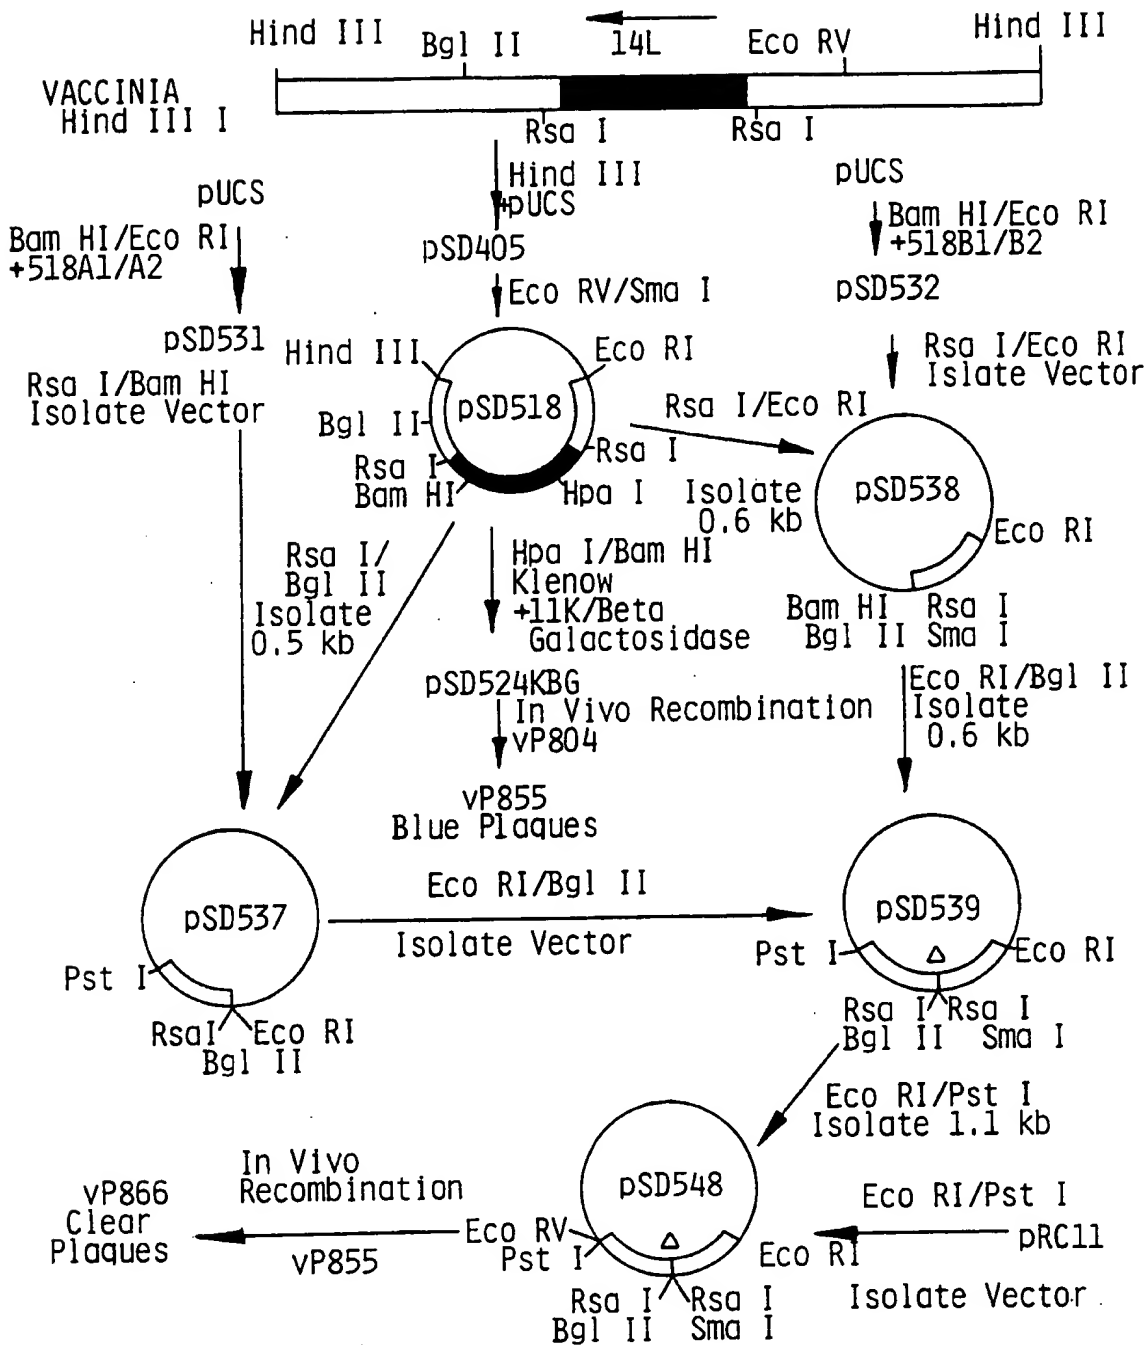 Hind III
Bgl II
14L
Eco RV
Hind III
VACCINIA
Hind III I
Rsa I
Rsa I
pUCS
Bam HI/Eco RI
+518A1/A2
pSD531
Rsa I/Bam HI
Isolate Vector
Hind III
+pUCS
pSD405
Eco RV/Sma I
pUCS
Bam HI/Eco RI
+518B1/B2
pSD532
Rsa I/Eco RI
Islate Vector
Hind III
Eco RI
pSD518
Bgl II
Rsa I
Bam HI
Rsa I
Hpa I
Rsa I/Eco RI
Isolate
0.6 kb
pSD538
Eco RI
Bam HI Rsa I
Bgl II Sma I
Rsa I/
Bgl II
Isolate
0.5 kb
Hpa I/Bam HI
Klenow
+11K/Beta
Galactosidase
pSD524KBG
In Vivo Recombination
vP804
vP855
Blue Plaques
Eco RI/Bgl II
Isolate
0.6 kb
pSD537
Pst I
RsaI Eco RI
Bgl II
Eco RI/Bgl II
Isolate Vector
pSD539
Pst I
Δ
Eco RI
Rsa I Rsa I
Bgl II Sma I
Eco RI/Pst I
Isolate 1.1 kb
pSD548
Eco RV
Pst I
Δ
Eco RI
Rsa I Rsa I
Bgl II Sma I
Eco RI/Pst I
pRC11
Isolate Vector
In Vivo
Recombination
vP855
vP866
Clear
Plaques